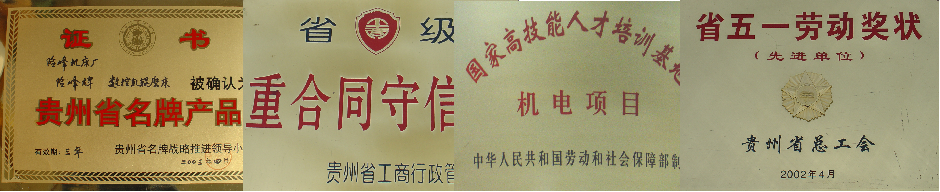 证 书
险峰机床厂
险峰牌 数控轧辊磨床 被确认为
贵州省名牌产品
有效期：三年 贵州省名牌战略推进领导小
省 级
重合同守信
贵州省工商行政管
国家高技能人才培训基地
机电项目
中华人民共和国劳动和社会保障部制
省五一劳动奖状
（先进单位）
贵州省总工会
2002年4月